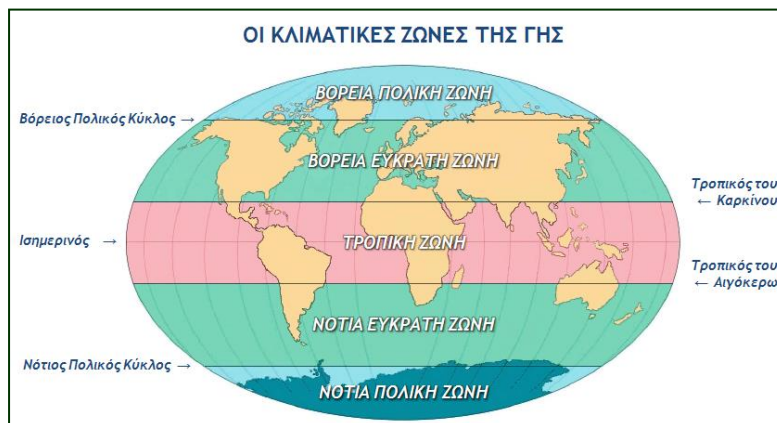 ΟΙ ΚΛΙΜΑΤΙΚΕΣ ΖΩΝΕΣ ΤΗΣ ΓΗΣ
ΒΟΡΕΙΑ ΠΟΛΙΚΗ ΖΩΝΗ
Βόρειος Πολικός Κύκλος →
ΒΟΡΕΙΑ ΕΥΚΡΑΤΗ ΖΩΝΗ
Τροπικός του
← Καρκίνου
Ισημερινός →
ΤΡΟΠΙΚΗ ΖΩΝΗ
Τροπικός του
← Αιγόκερω
ΝΟΤΙΑ ΕΥΚΡΑΤΗ ΖΩΝΗ
Νότιος Πολικός Κύκλος →
ΝΟΤΙΑ ΠΟΛΙΚΗ ΖΩΝΗ